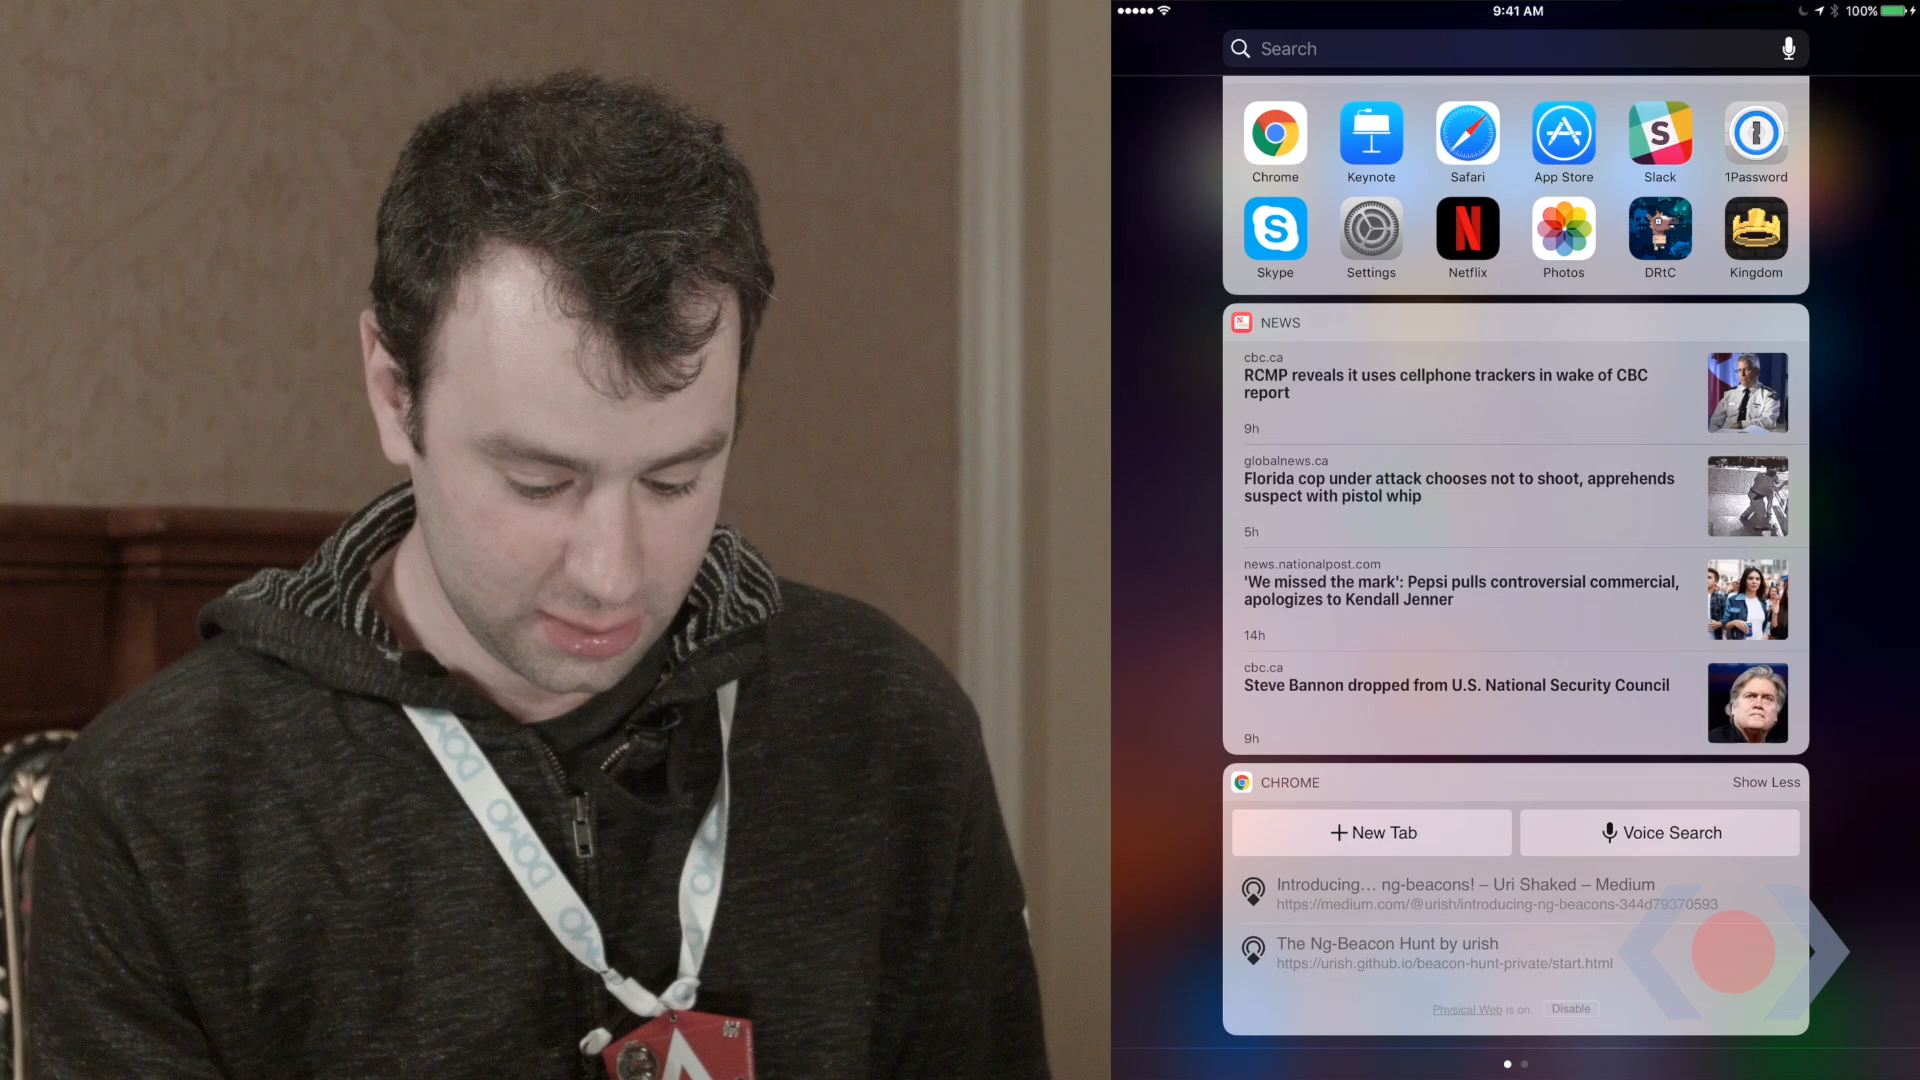 9:41 AM
100%
Search
Chrome
Keynote
Safari
App Store
Slack
1Password
Skype
Settings
Netflix
Photos
DRtC
Kingdom
NEWS
cbc.ca
RCMP reveals it uses cellphone trackers in wake of CBC
report
9h
globalnews.ca
Florida cop under attack chooses not to shoot, apprehends
suspect with pistol whip
5h
news.nationalpost.com
'We missed the mark': Pepsi pulls controversial commercial,
apologizes to Kendall Jenner
14h
cbc.ca
Steve Bannon dropped from U.S. National Security Council
9h
CHROME
Show Less
New Tab
Voice Search
Introducing... ng-beacons! – Uri Shaked – Medium
https://medium.com/@urish/introducing-ng-beacons-344d79370593
The Ng-Beacon Hunt by urish
https://urish.github.io/beacon-hunt-private/start.html
Physical Web is on.
Disable
DOMO
DOMO
DOMO
DOMO